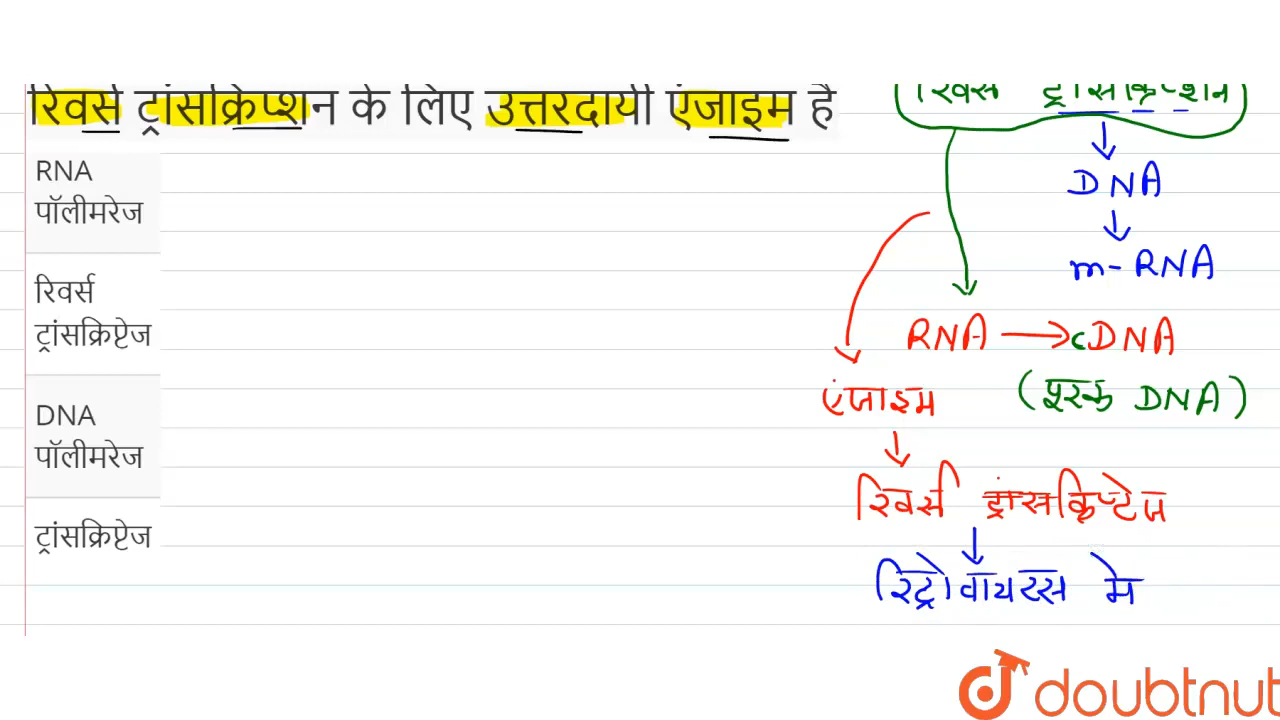 रिवर्स ट्रांसक्रिप्शन के लिए उत्तरदायी एंजाइम है
RNA
पॉलीमरेज
रिवर्स
ट्रांसक्रिप्टेज
DNA
पॉलीमरेज
ट्रांसक्रिप्टेज
रिवर्स ट्रांसक्रिप्शन
DNA
m-RNA
RNA → cDNA
एंजाइम
(पूरक DNA)
रिवर्स ट्रांसक्रिप्टेज
रिट्रोवायरस मे
doubtnut